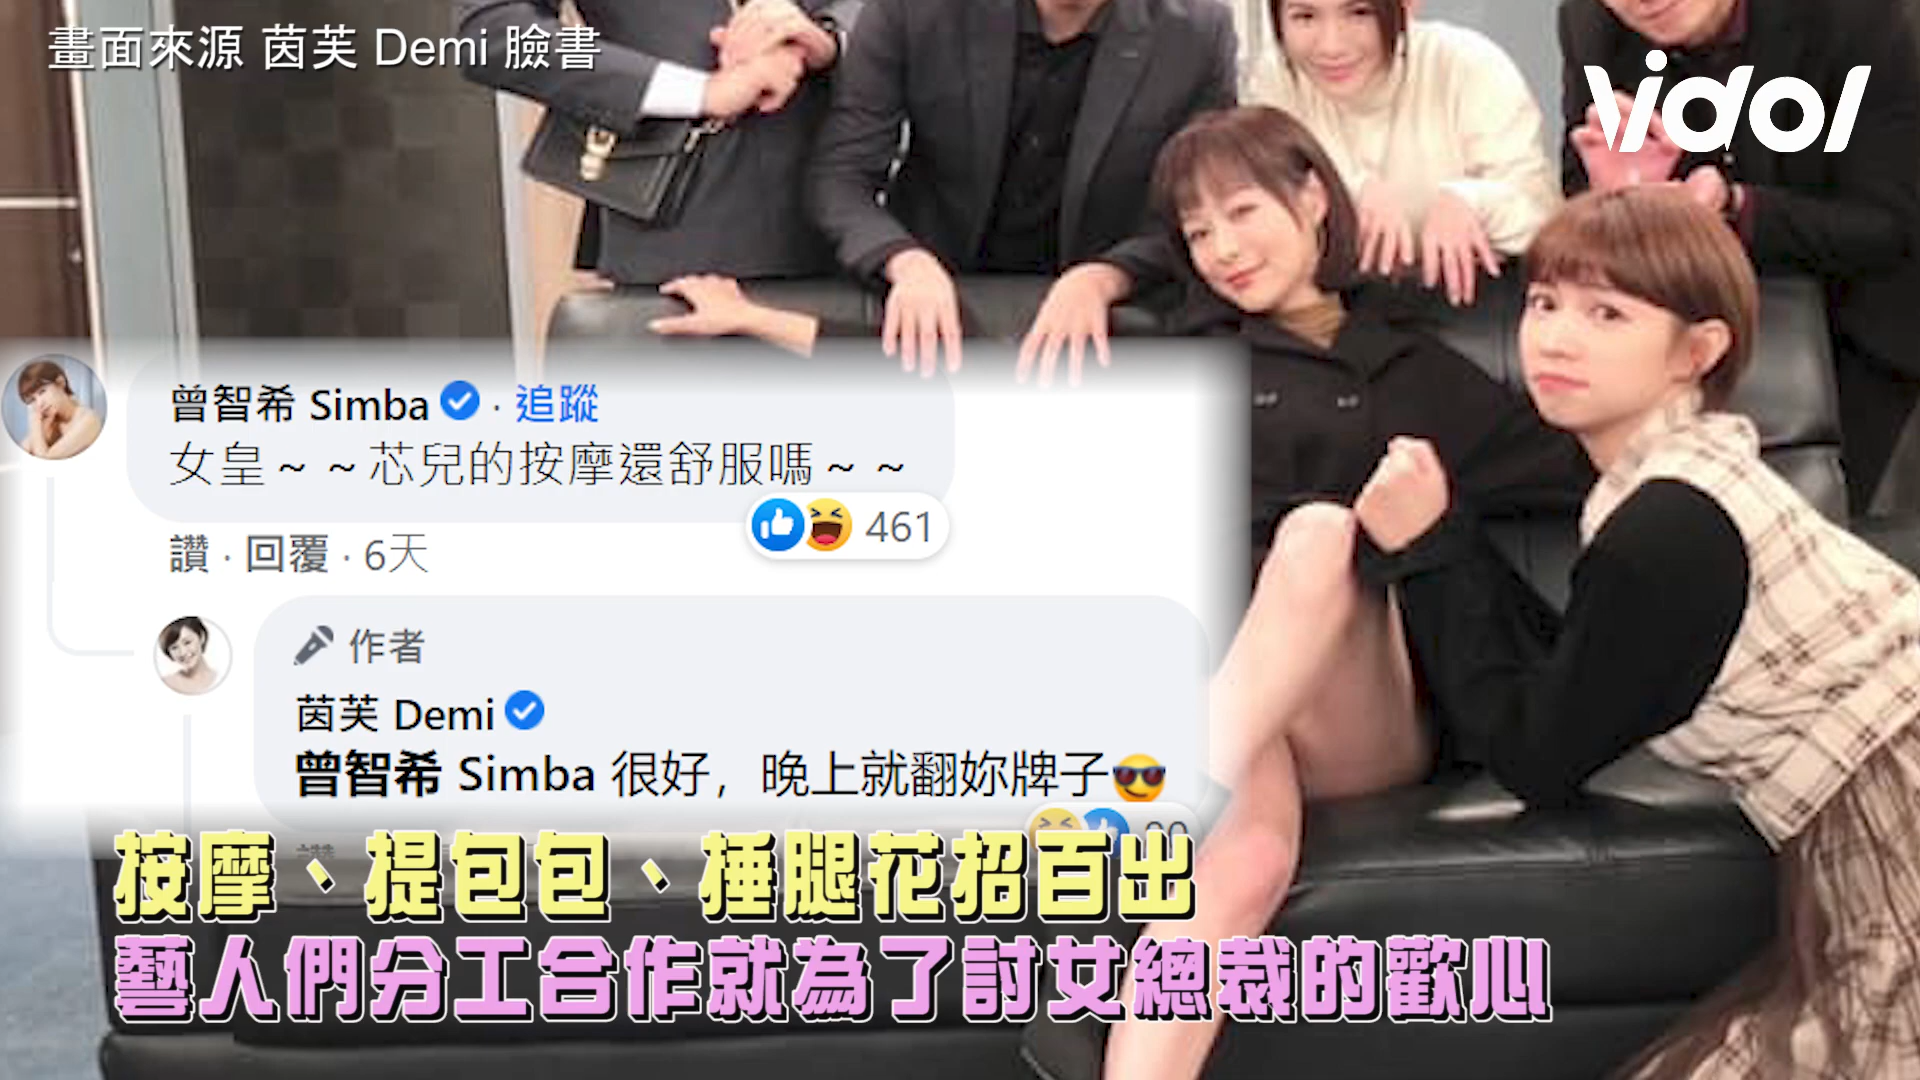 畫面來源 茵芙 Demi 臉書
Vidol
曾智希 Simba · 追蹤
女皇~~芯兒的按摩還舒服嗎~~
461
讚 · 回覆 · 6天
作者
茵芙 Demi
曾智希 Simba 很好，晚上就翻妳牌子
按摩、提包包、捶腿花招百出
藝人們分工合作就為了討女總裁的歡心